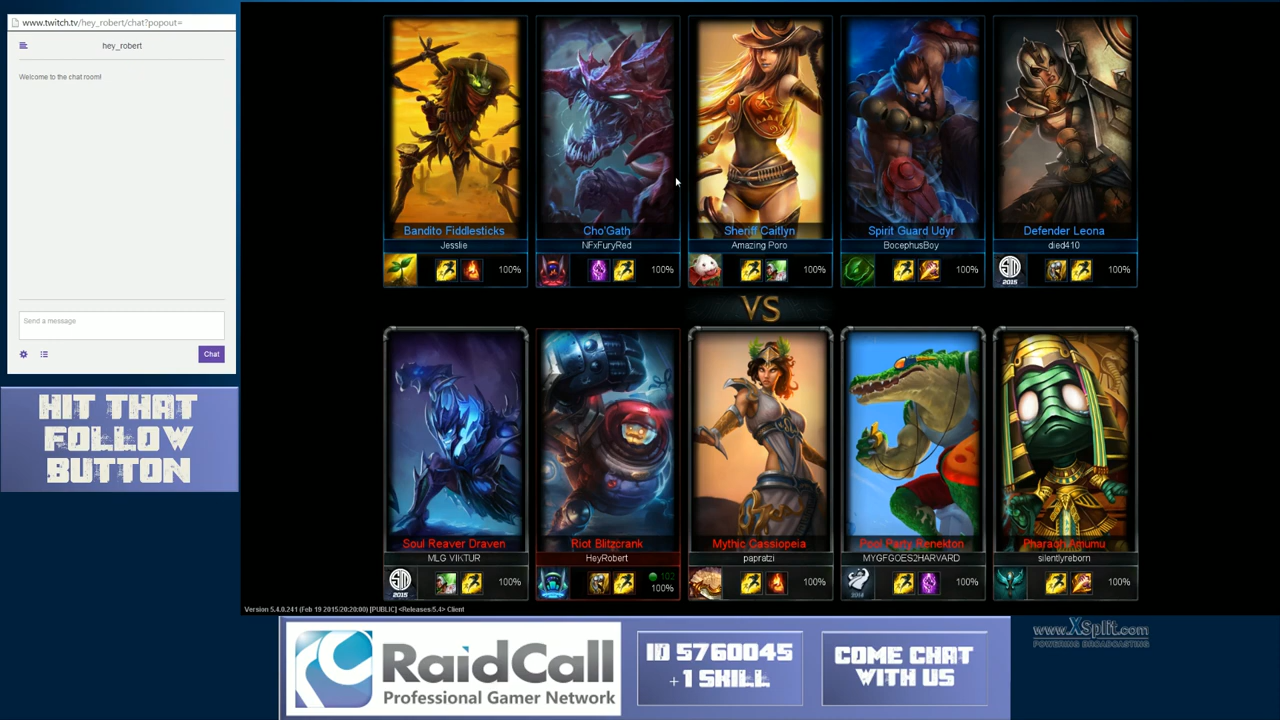 www.twitch.tv/hey_robert/chat?popout=
hey_robert
Welcome to the chat room!
Send a message
Chat
HIT THAT
FOLLOW
BUTTON
Bandito Fiddlesticks
Jesslie
100%
Cho'Gath
NFxFuryRed
100%
Sheriff Caitlyn
Amazing Poro
100%
Spirit Guard Udyr
BocephusBoy
100%
Defender Leona
died410
2015
100%
VS
Soul Reaver Draven
MLG VIKTUR
2015
100%
Riot Blitzcrank
HeyRobert
102
100%
Mythic Cassiopeia
papratzi
100%
Pool Party Renekton
MYGFGOES2HARVARD
100%
Pharaoh Amumu
silentlyreborn
100%
Version 5.4.0.241 (Feb 19 2015/20:20:00) [PUBLIC] <Releases/5.4> Client
RaidCall
Professional Gamer Network
ID 5760045
+1 SKILL
COME CHAT
WITH US
www.XSplit.com
POWERING BROADCASTING